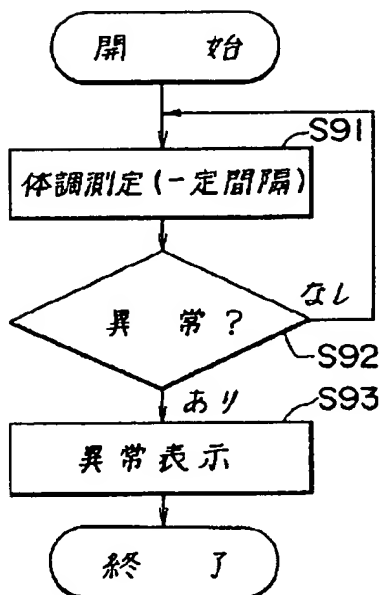 開 始
S91
体調測定(一定間隔)
異 常?
なし
S92
あり
S93
異常表示
終 了